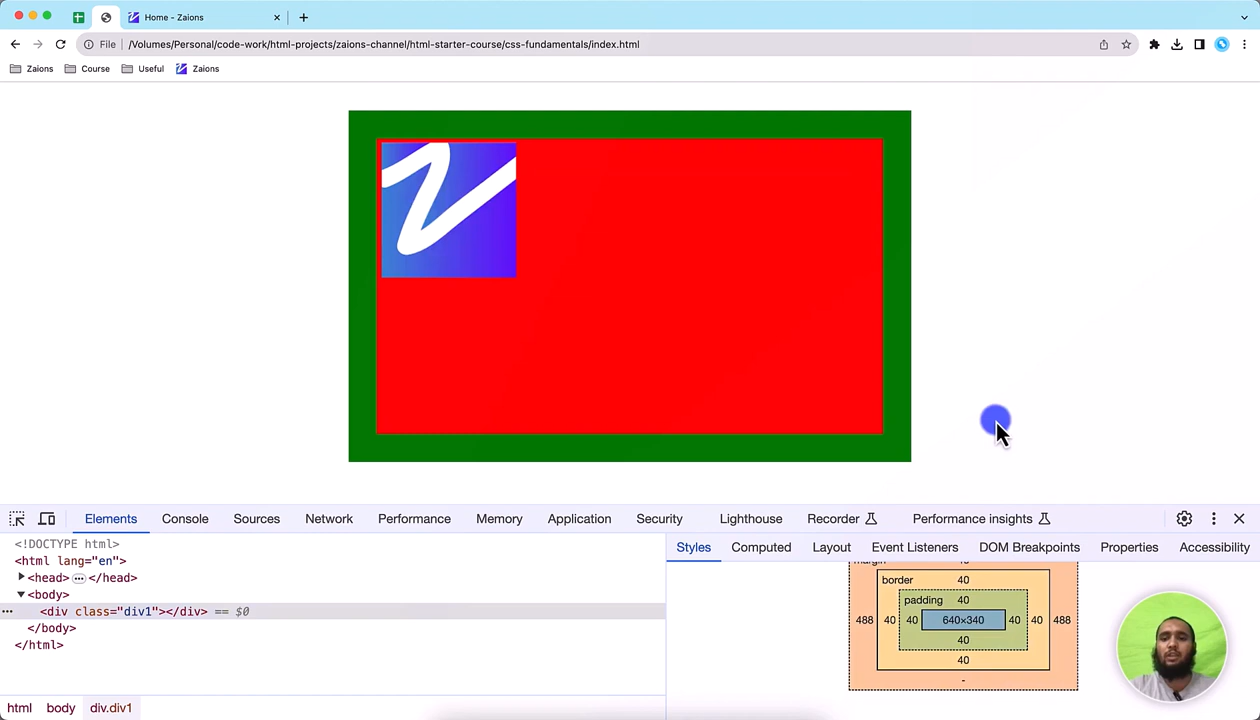 Home - Zaions
File /Volumes/Personal/code-work/html-projects/zaions-channel/html-starter-course/css-fundamentals/index.html
Zaions Course Useful Zaions
Elements Console Sources Network Performance Memory Application Security Lighthouse Recorder Performance insights
<!DOCTYPE html>
<html lang="en">
<head> ••• </head>
<body>
••• <div class="div1"></div> == $0
</body>
</html>
html body div.div1
Styles Computed Layout Event Listeners DOM Breakpoints Properties Accessibility
margin
border 40
padding 40
488 40 40 640×340 40 40 488
40
40
-